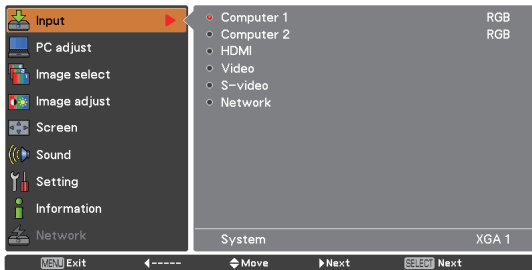 Input
PC adjust
Image select
Image adjust
Screen
Sound
Setting
Information
Network
Computer 1 RGB
Computer 2 RGB
HDMI
Video
S-video
Network
System XGA 1
MENU Exit ◀----- Move ▶Next SELECT Next